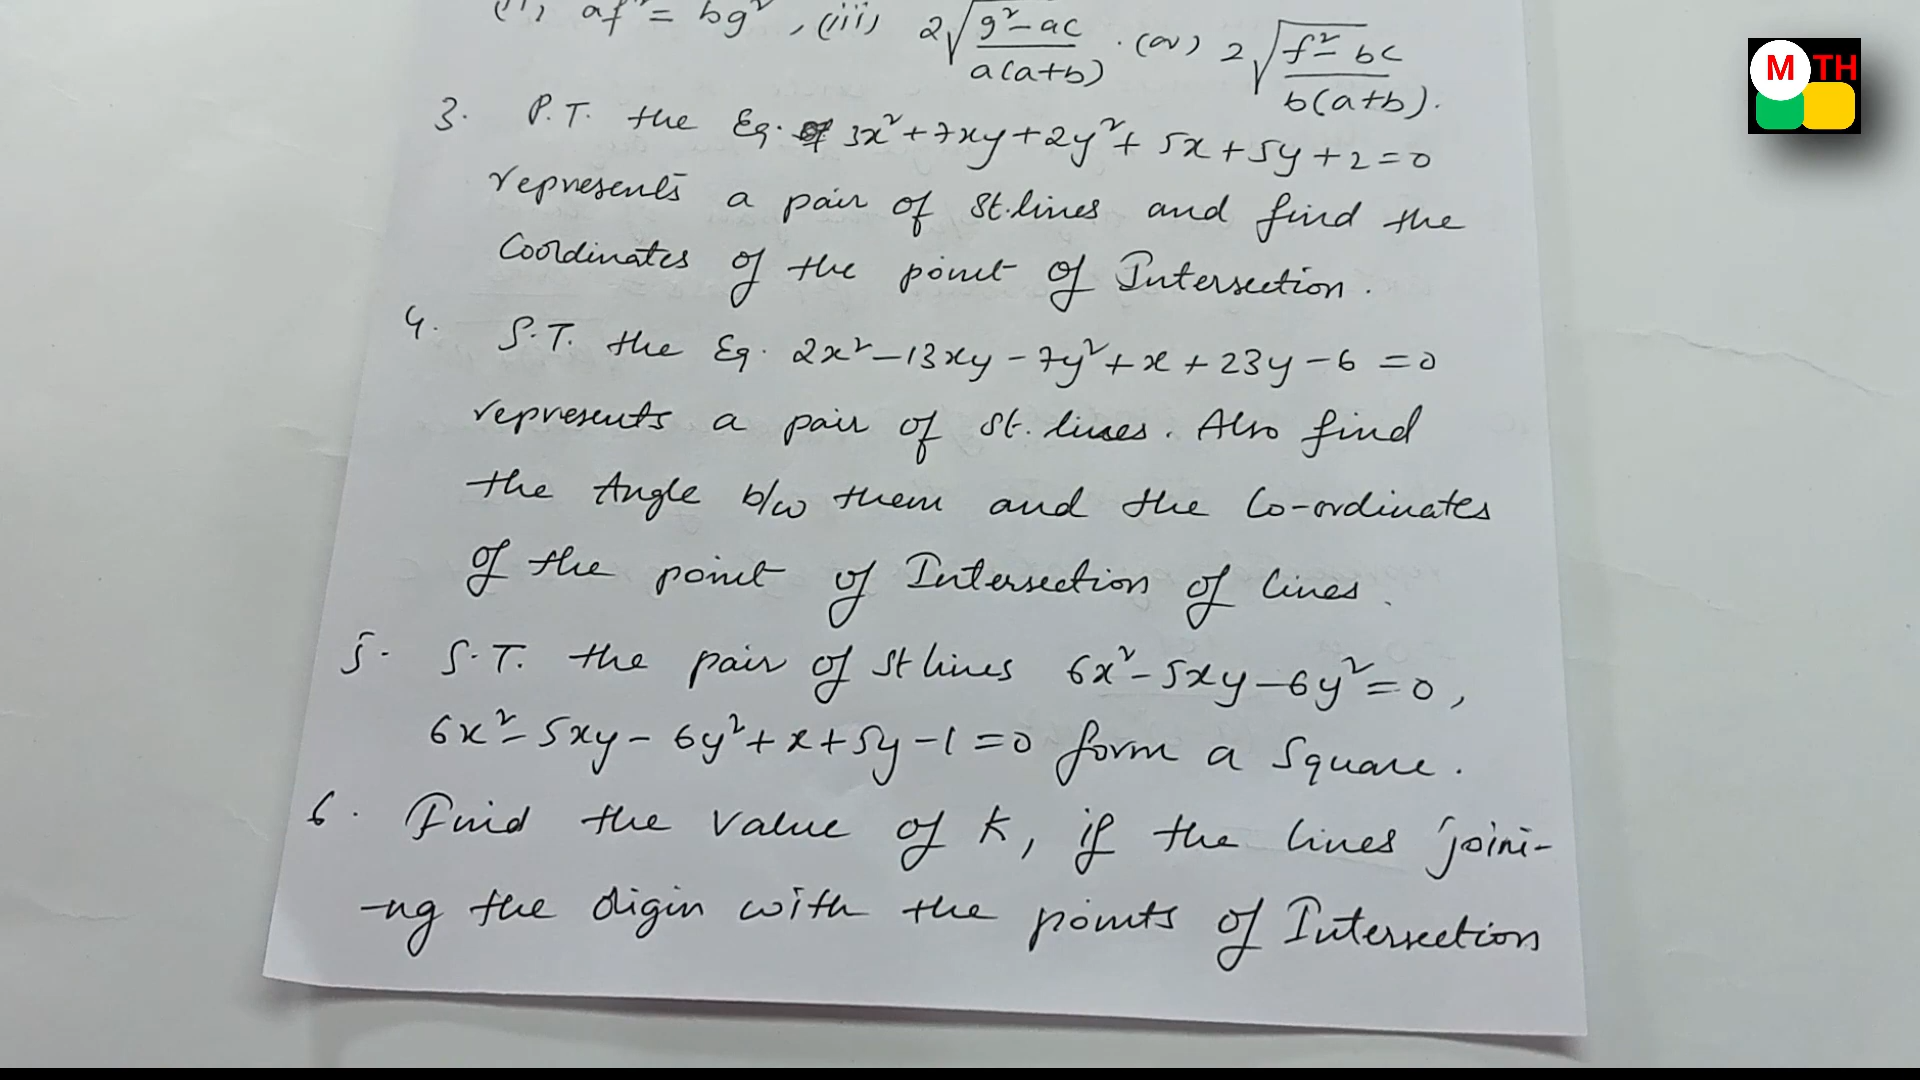 (ii) af² = bg², (iii) 2√g²-ac/a(a+b) . (or) 2√f²-bc/b(a+b).
3. P.T. the Eq. 3x²+7xy+2y²+5x+5y+2=0
represents a pair of St.lines and find the
Coordinates of the point of Intersection.
4. S.T. the Eq. 2x²-13xy-7y²+x+23y-6=0
represents a pair of St. lines. Also find
the Angle b/w them and the Co-ordinates
of the point of Intersection of lines.
5. S.T. the pair of St lines 6x²-5xy-6y²=0,
6x²-5xy-6y²+x+5y-1=0 form a Square.
6. Find the value of K, if the lines joini-
-ng the origin with the points of Intersection
M TH